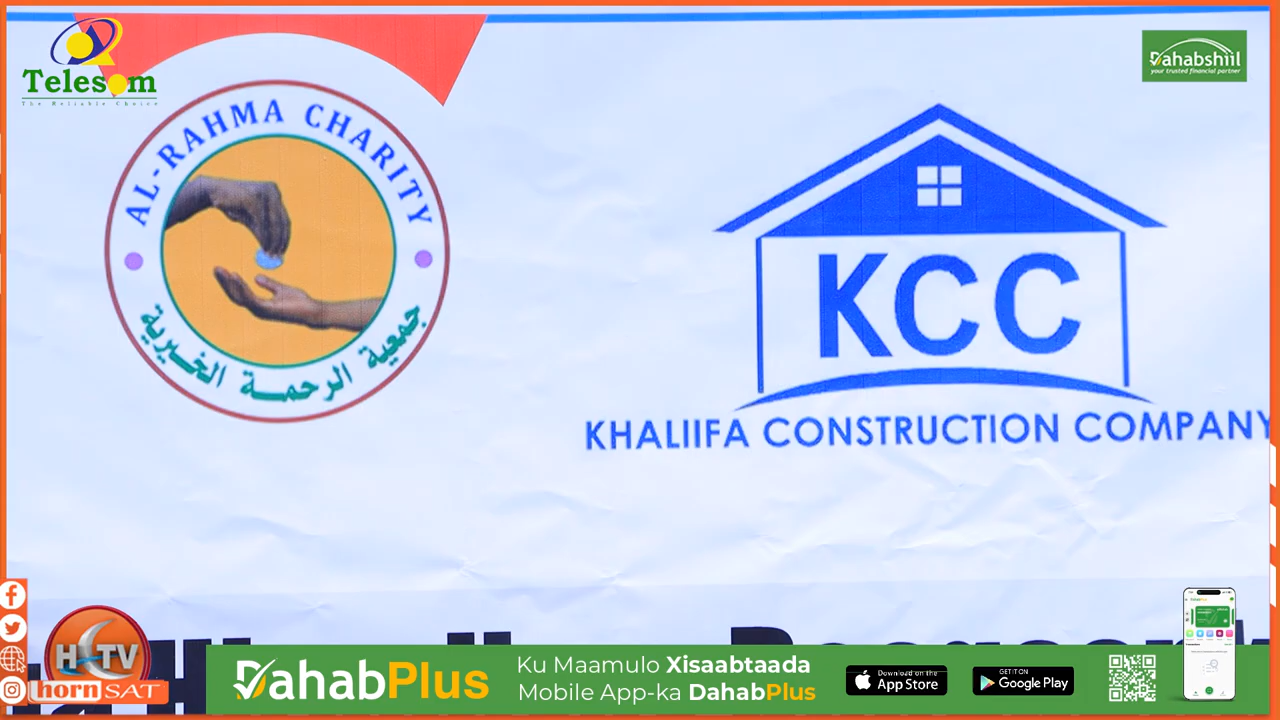 Telesom
The Reliable Choice
Dahabshiil
your trusted financial partner
AL-RAHMA CHARITY
جمعية الرحمة الخيرية
KCC
KHALIIFA CONSTRUCTION COMPANY
HCTV
horn SAT
DahabPlus
Ku Maamulo Xisaabtaada
Mobile App-ka DahabPlus
Download on the
App Store
GET IT ON
Google Play